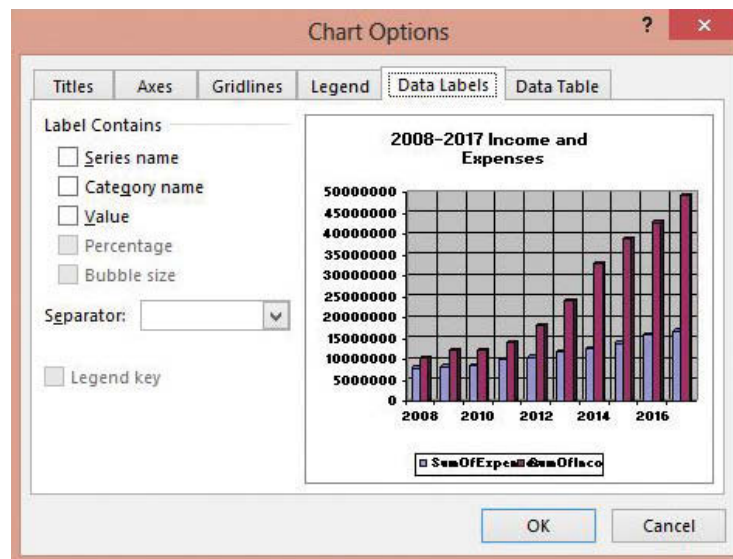 Chart Options
?
×
Titles Axes Gridlines Legend Data Labels Data Table
Label Contains
Series name
Category name
Value
Percentage
Bubble size
Separator:
Legend key
2008-2017 Income and
Expenses
50000000
45000000
40000000
35000000
30000000
25000000
20000000
15000000
10000000
5000000
0
2008 2010 2012 2014 2016
SumOfInco
OK Cancel